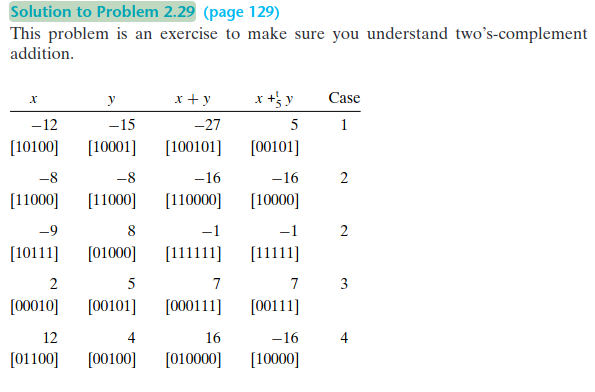 Solution to Problem 2.29 (page 129)
This problem is an exercise to make sure you understand two's-complement
addition.
x y x + y x +ᵗ₅ y Case
−12 −15 −27 5 1
[10100] [10001] [100101] [00101]
−8 −8 −16 −16 2
[11000] [11000] [110000] [10000]
−9 8 −1 −1 2
[10111] [01000] [111111] [11111]
2 5 7 7 3
[00010] [00101] [000111] [00111]
12 4 16 −16 4
[01100] [00100] [010000] [10000]